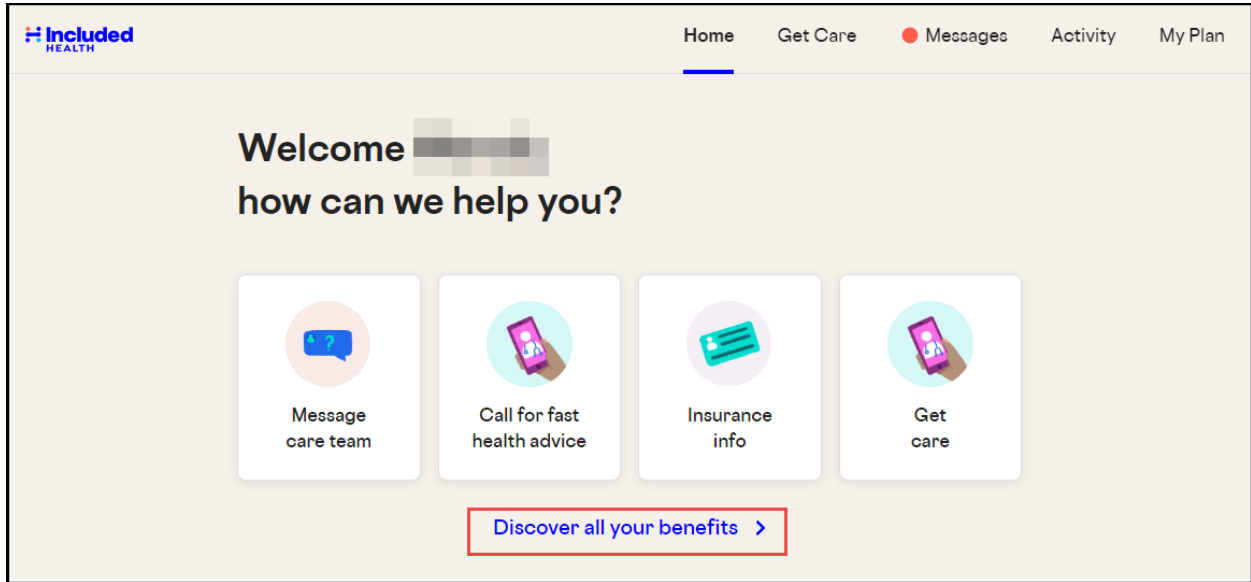 Included
HEALTH
Home
Get Care
Messages
Activity
My Plan
Welcome
how can we help you?
?
Message
care team
Call for fast
health advice
Insurance
info
Get
care
Discover all your benefits >